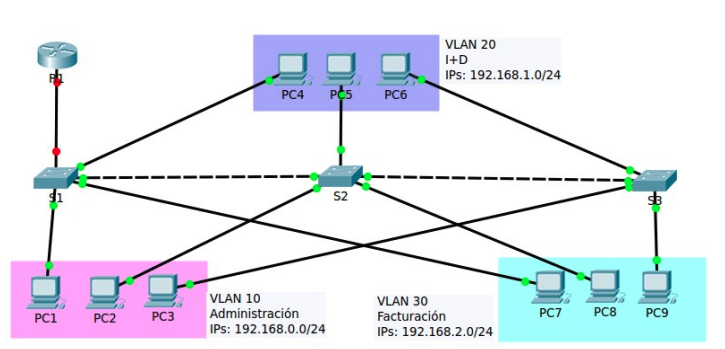 VLAN 20
I+D
IPs: 192.168.1.0/24
R1
PC4
PC5
PC6
S1
S2
S3
PC1
PC2
PC3
VLAN 10
Administración
IPs: 192.168.0.0/24
VLAN 30
Facturación
IPs: 192.168.2.0/24
PC7
PC8
PC9